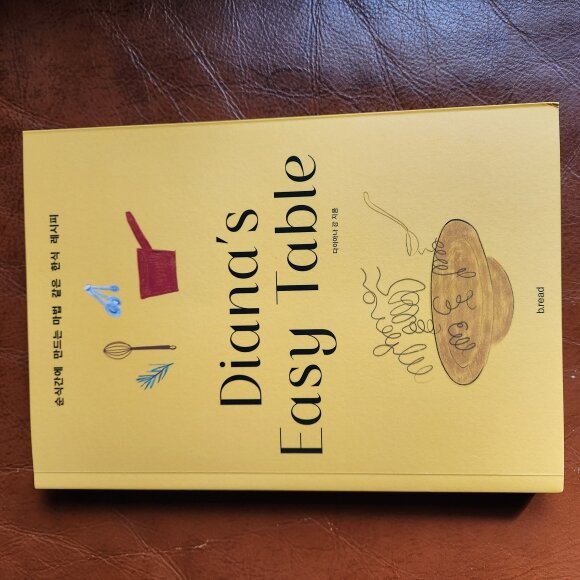 순식간에 만드는 마법 같은 한식 레시피
Diana's
Easy Table
다이아나 강 지음
b.read